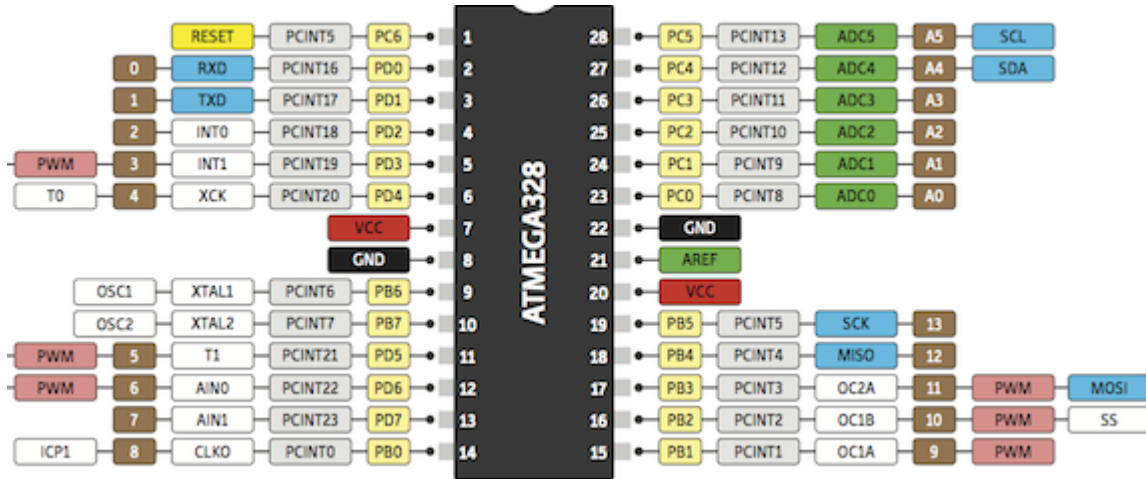 RESET PCINT5 PC6 1 28 PC5 PCINT13 ADC5 A5 SCL
0 RXD PCINT16 PD0 2 27 PC4 PCINT12 ADC4 A4 SDA
1 TXD PCINT17 PD1 3 26 PC3 PCINT11 ADC3 A3
2 INT0 PCINT18 PD2 4 25 PC2 PCINT10 ADC2 A2
PWM 3 INT1 PCINT19 PD3 5 24 PC1 PCINT9 ADC1 A1
T0 4 XCK PCINT20 PD4 6 23 PC0 PCINT8 ADC0 A0
VCC 7 22 GND
GND 8 21 AREF
OSC1 XTAL1 PCINT6 PB6 9 20 VCC
OSC2 XTAL2 PCINT7 PB7 10 19 PB5 PCINT5 SCK 13
PWM 5 T1 PCINT21 PD5 11 18 PB4 PCINT4 MISO 12
PWM 6 AIN0 PCINT22 PD6 12 17 PB3 PCINT3 OC2A 11 PWM MOSI
7 AIN1 PCINT23 PD7 13 16 PB2 PCINT2 OC1B 10 PWM SS
ICP1 8 CLKO PCINT0 PB0 14 15 PB1 PCINT1 OC1A 9 PWM
ATMEGA328